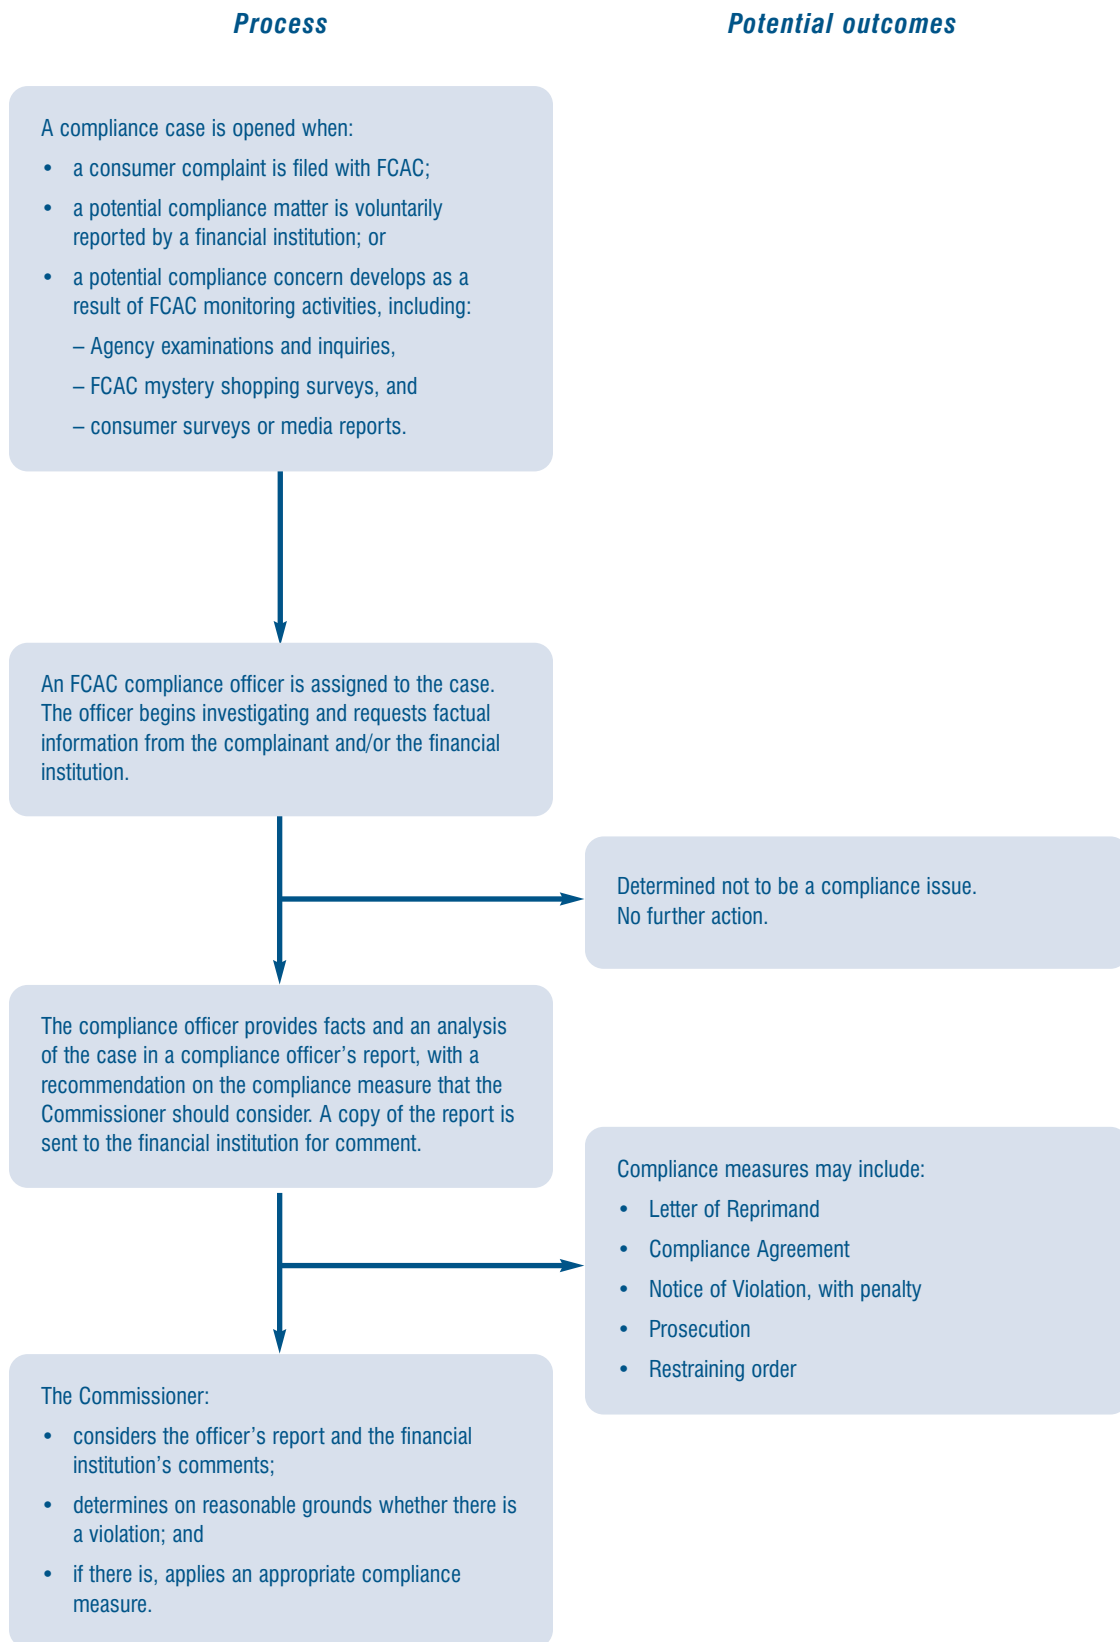 Process
Potential outcomes
A compliance case is opened when:
• a consumer complaint is filed with FCAC;
• a potential compliance matter is voluntarily
reported by a financial institution; or
• a potential compliance concern develops as a
result of FCAC monitoring activities, including:
– Agency examinations and inquiries,
– FCAC mystery shopping surveys, and
– consumer surveys or media reports.
An FCAC compliance officer is assigned to the case.
The officer begins investigating and requests factual
information from the complainant and/or the financial
institution.
Determined not to be a compliance issue.
No further action.
The compliance officer provides facts and an analysis
of the case in a compliance officer’s report, with a
recommendation on the compliance measure that the
Commissioner should consider. A copy of the report is
sent to the financial institution for comment.
Compliance measures may include:
• Letter of Reprimand
• Compliance Agreement
• Notice of Violation, with penalty
• Prosecution
• Restraining order
The Commissioner:
• considers the officer’s report and the financial
institution’s comments;
• determines on reasonable grounds whether there is
a violation; and
• if there is, applies an appropriate compliance
measure.